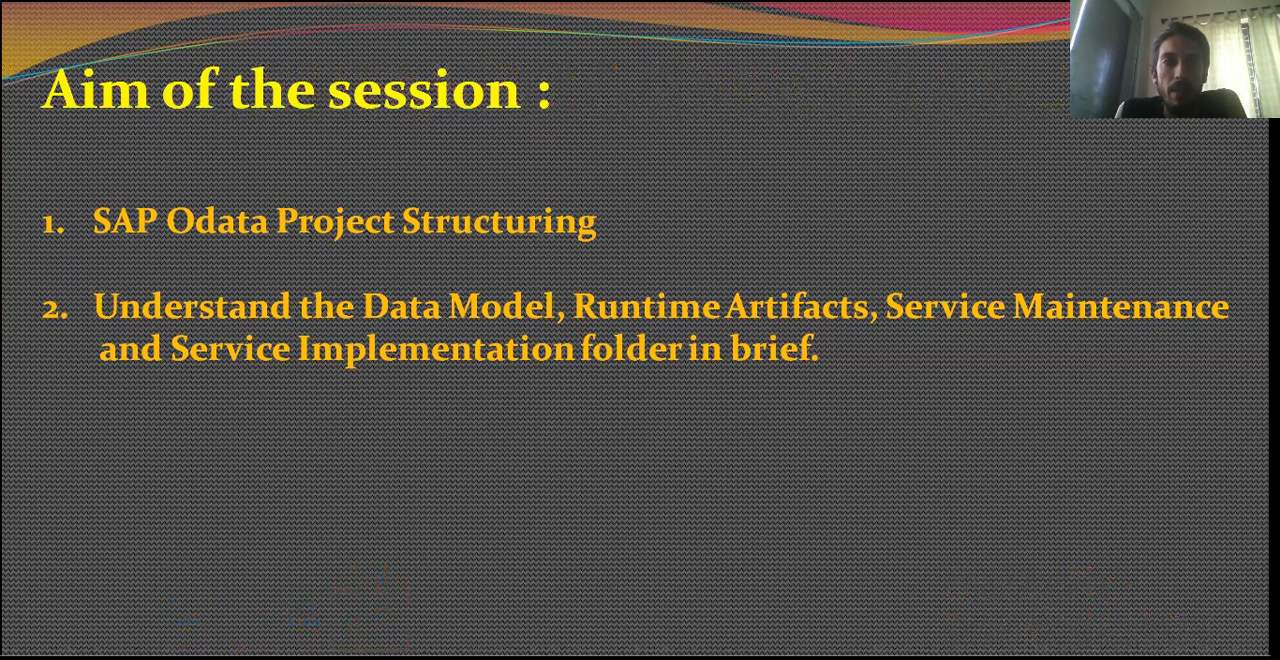 Aim of the session :
1. SAP Odata Project Structuring
2. Understand the Data Model, Runtime Artifacts, Service Maintenance
and Service Implementation folder in brief.